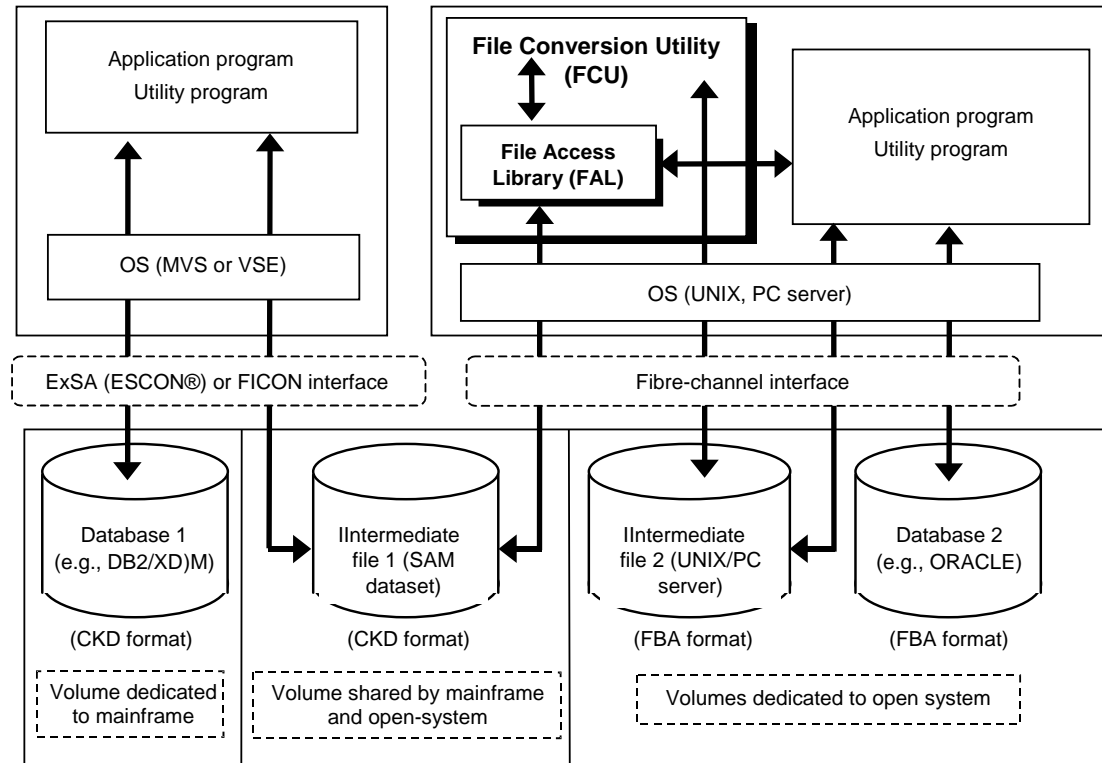 Application program
Utility program
File Conversion Utility
(FCU)
File Access
Library (FAL)
Application program
Utility program
OS (MVS or VSE)
OS (UNIX, PC server)
ExSA (ESCON®) or FICON interface
Fibre-channel interface
Database 1
(e.g., DB2/XD)M)
IIntermediate
file 1 (SAM
dataset)
IIntermediate
file 2 (UNIX/PC
server)
Database 2
(e.g., ORACLE)
(CKD format)
(CKD format)
(FBA format)
(FBA format)
Volume dedicated
to mainframe
Volume shared by mainframe
and open-system
Volumes dedicated to open system